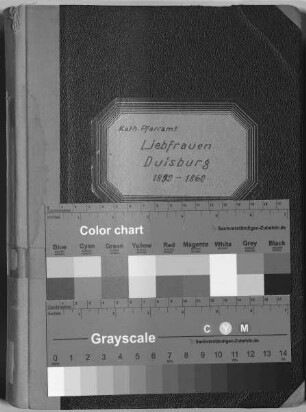 Kath. Pfarramt
Liebfrauen
Duisburg
1890 - 1860
Color chart
Blue Cyan Green Yellow Red Magenta White Grey Black
Grayscale
C Y M
0 1 2 3 4 5 6 7 8 9 10 11 12 13 14